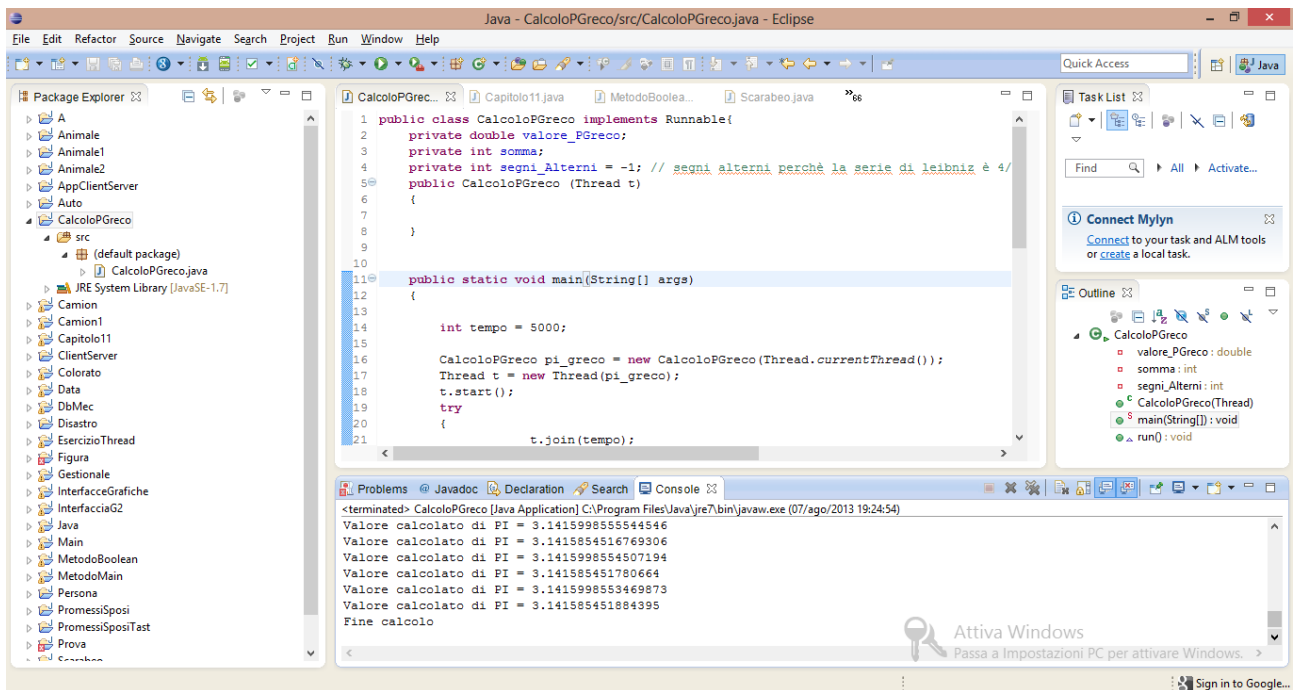 Java - CalcoloPGreco/src/CalcoloPGreco.java - Eclipse
File Edit Refactor Source Navigate Search Project Run Window Help
Quick Access
Java
Package Explorer
A
Animale
Animale1
Animale2
AppClientServer
Auto
CalcoloPGreco
src
(default package)
CalcoloPGreco.java
JRE System Library [JavaSE-1.7]
Camion
Camion1
Capitolo11
ClientServer
Colorato
Data
DbMec
Disastro
EsercizioThread
Figura
Gestionale
InterfacceGrafiche
InterfacciaG2
Java
Main
MetodoBoolean
MetodoMain
Persona
PromessiSposi
PromessiSposiTast
Prova
Scarabeo
CalcoloPGrec... Capitolo11.java MetodoBoolea... Scarabeo.java »66
1 public class CalcoloPGreco implements Runnable{
2 private double valore_PGreco;
3 private int somma;
4 private int segni_Alterni = -1; // segni alterni perchè la serie di leibniz è 4/
5 public CalcoloPGreco (Thread t)
6 {
7
8 }
9
10
11 public static void main(String[] args)
12 {
13
14 int tempo = 5000;
15
16 CalcoloPGreco pi_greco = new CalcoloPGreco(Thread.currentThread());
17 Thread t = new Thread(pi_greco);
18 t.start();
19 try
20 {
21 t.join(tempo);
Task List
Find All Activate...
Connect Mylyn
Connect to your task and ALM tools
or create a local task.
Outline
CalcoloPGreco
valore_PGreco : double
somma : int
segni_Alterni : int
CalcoloPGreco(Thread)
main(String[]) : void
run() : void
Problems Javadoc Declaration Search Console
<terminated> CalcoloPGreco [Java Application] C:\Program Files\Java\jre7\bin\javaw.exe (07/ago/2013 19:24:54)
Valore calcolato di PI = 3.1415998555544546
Valore calcolato di PI = 3.1415854516769306
Valore calcolato di PI = 3.1415998554507194
Valore calcolato di PI = 3.141585451780664
Valore calcolato di PI = 3.1415998553469873
Valore calcolato di PI = 3.141585451884395
Fine calcolo
Attiva Windows
Passa a Impostazioni PC per attivare Windows.
Sign in to Google...